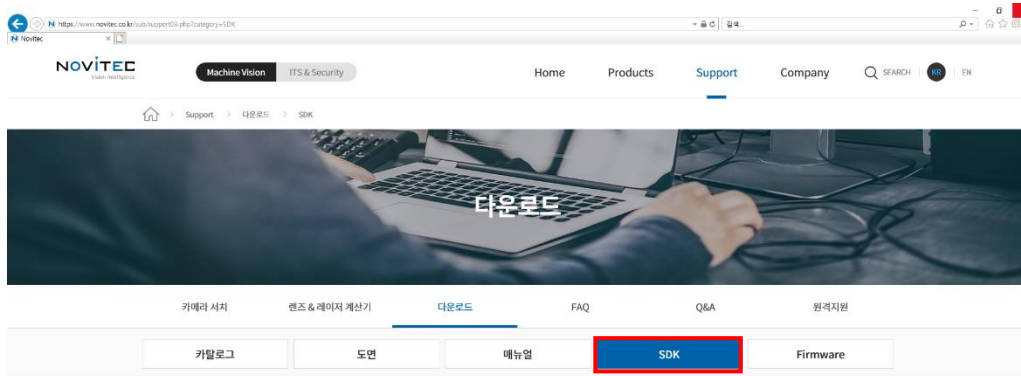 https://www.novitec.co.kr/sub/support03.php?category=SDK
검색...
Novitec
NOVITEC
Vision Intelligence
Machine Vision
ITS & Security
Home
Products
Support
Company
SEARCH
KR
EN
Support > 다운로드 > SDK
다운로드
카메라 서치
렌즈 & 레이저 계산기
다운로드
FAQ
Q&A
원격지원
카탈로그
도면
매뉴얼
SDK
Firmware